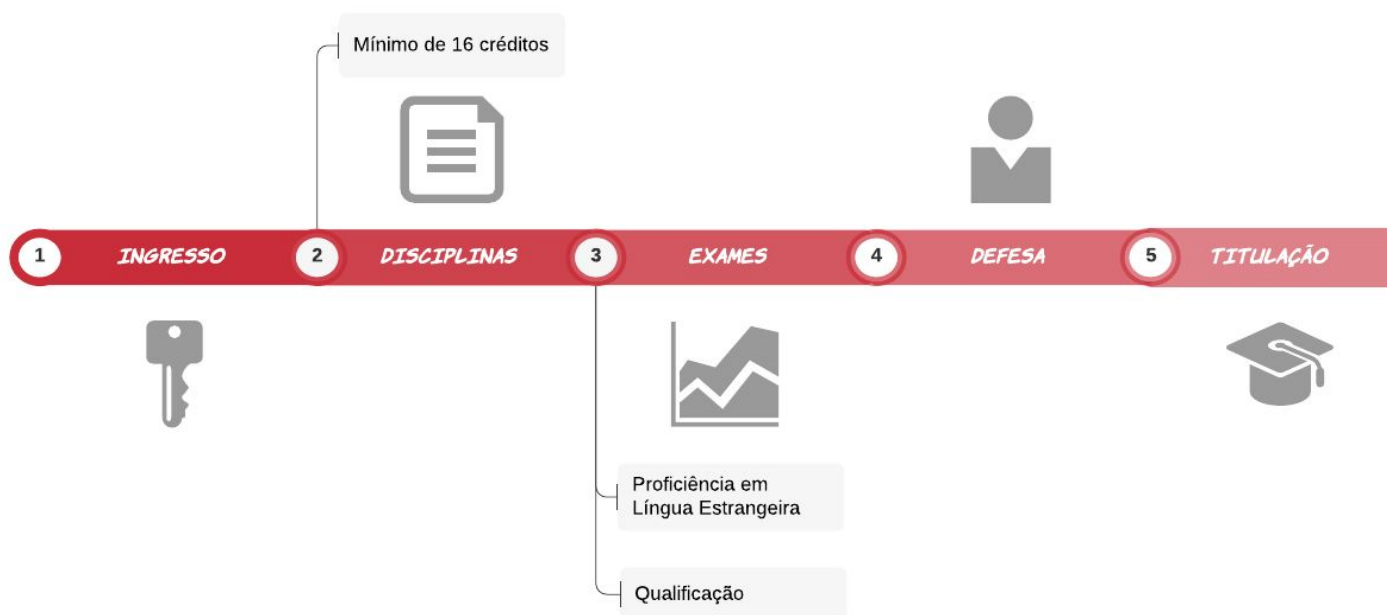 Mínimo de 16 créditos
1 INGRESSO 2 DISCIPLINAS 3 EXAMES 4 DEFESA 5 TITULAÇÃO
Proficiência em
Língua Estrangeira
Qualificação